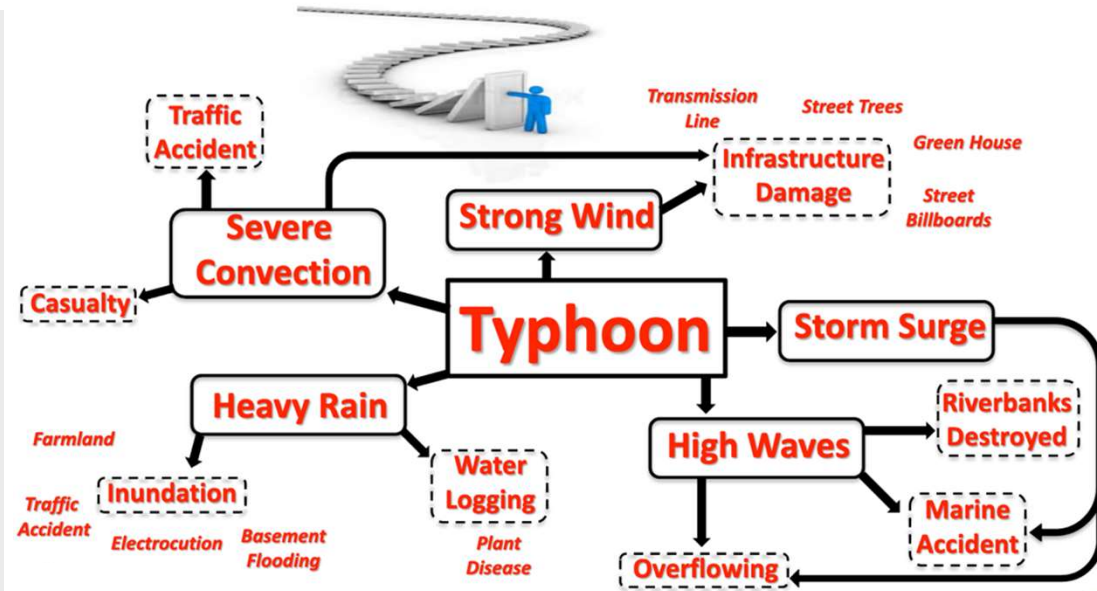 Transmission
Line
Street Trees
Green House
Street
Billboards
Traffic
Accident
Infrastructure
Damage
Strong Wind
Severe
Convection
Casualty
Typhoon
Storm Surge
Heavy Rain
High Waves
Riverbanks
Destroyed
Farmland
Inundation
Traffic
Accident
Electrocution
Basement
Flooding
Water
Logging
Plant
Disease
Marine
Accident
Overflowing